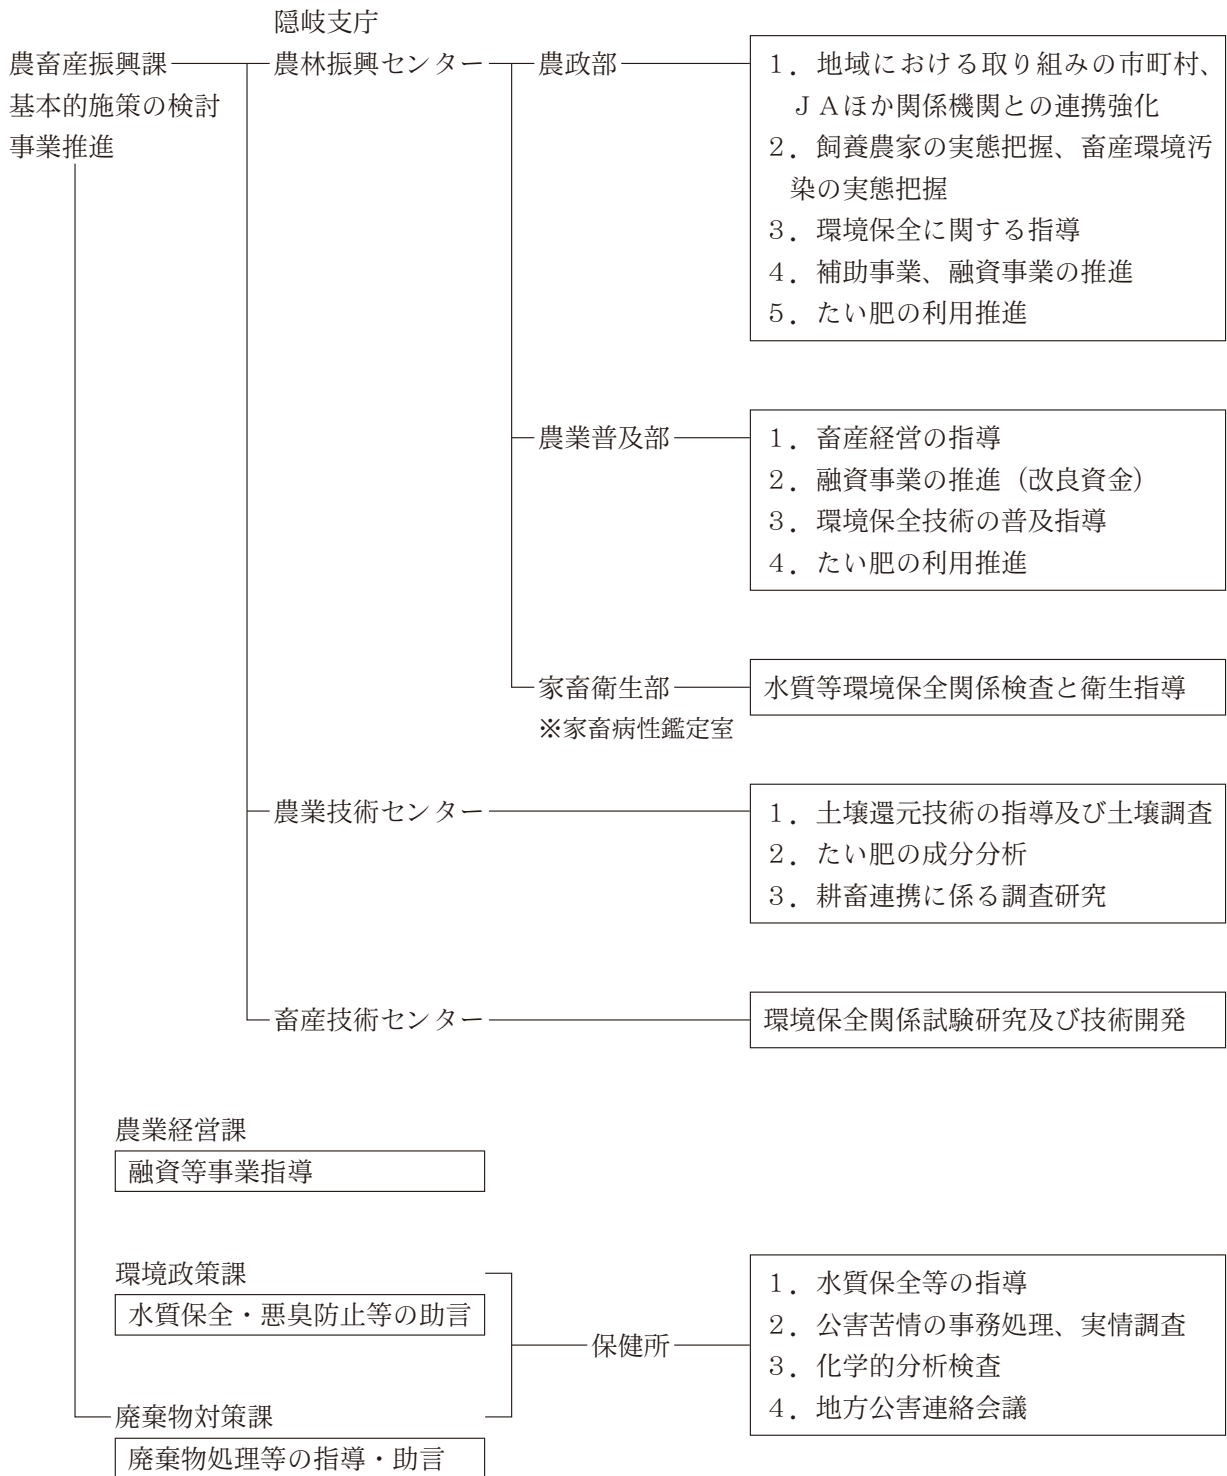 隠岐支庁
農畜産振興課
基本的施策の検討
事業推進
農林振興センター
農政部
１．地域における取り組みの市町村、
ＪＡほか関係機関との連携強化
２．飼養農家の実態把握、畜産環境汚
染の実態把握
３．環境保全に関する指導
４．補助事業、融資事業の推進
５．たい肥の利用推進
農業普及部
１．畜産経営の指導
２．融資事業の推進（改良資金）
３．環境保全技術の普及指導
４．たい肥の利用推進
家畜衛生部
※家畜病性鑑定室
水質等環境保全関係検査と衛生指導
農業技術センター
１．土壌還元技術の指導及び土壌調査
２．たい肥の成分分析
３．耕畜連携に係る調査研究
畜産技術センター
環境保全関係試験研究及び技術開発
農業経営課
融資等事業指導
環境政策課
水質保全・悪臭防止等の助言
廃棄物対策課
廃棄物処理等の指導・助言
保健所
１．水質保全等の指導
２．公害苦情の事務処理、実情調査
３．化学的分析検査
４．地方公害連絡会議